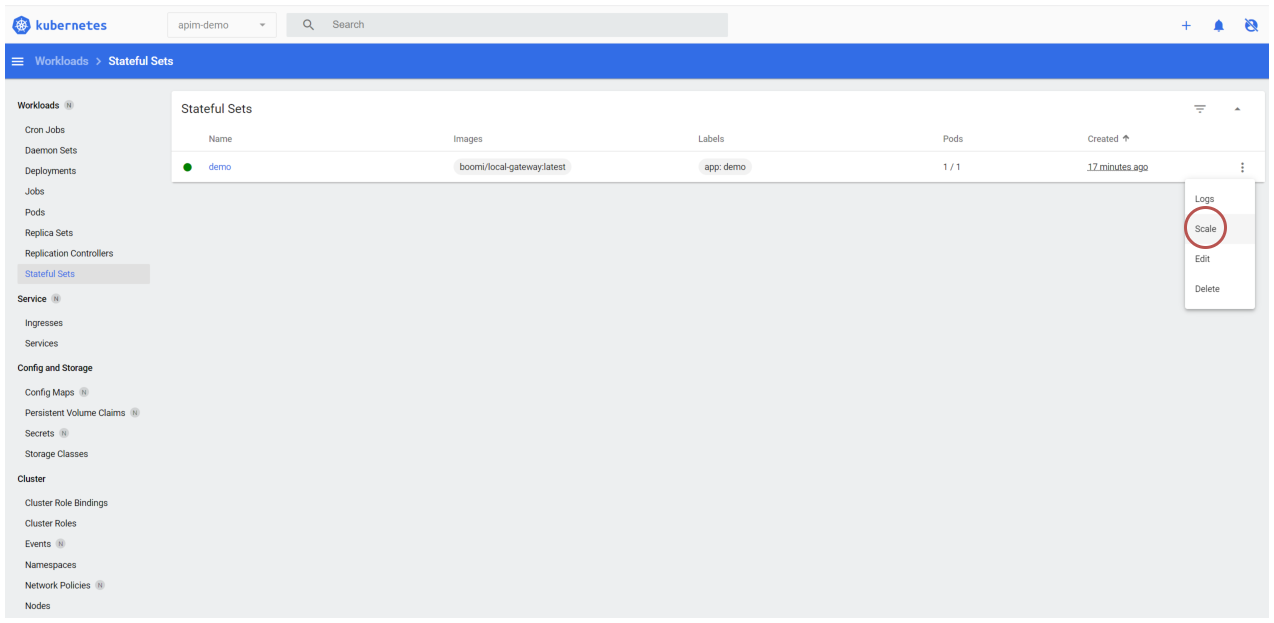 kubernetes
apim-demo
Search
Workloads > Stateful Sets
Workloads N
Cron Jobs
Daemon Sets
Deployments
Jobs
Pods
Replica Sets
Replication Controllers
Stateful Sets
Service N
Ingresses
Services
Config and Storage
Config Maps N
Persistent Volume Claims N
Secrets N
Storage Classes
Cluster
Cluster Role Bindings
Cluster Roles
Events N
Namespaces
Network Policies N
Nodes
Stateful Sets
Name Images Labels Pods Created
demo boomi/local-gateway:latest app: demo 1 / 1 17 minutes ago
Logs
Scale
Edit
Delete